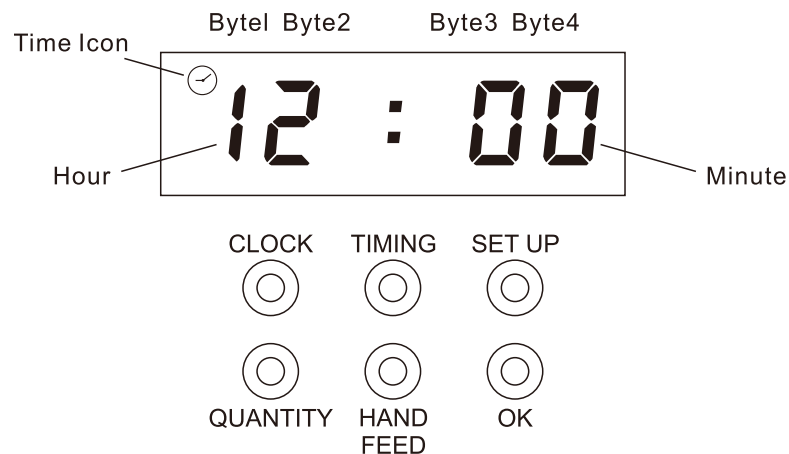 Bytel Byte2 Byte3 Byte4
Time Icon
12 : 00
Hour
Minute
CLOCK TIMING SET UP
QUANTITY HAND FEED OK